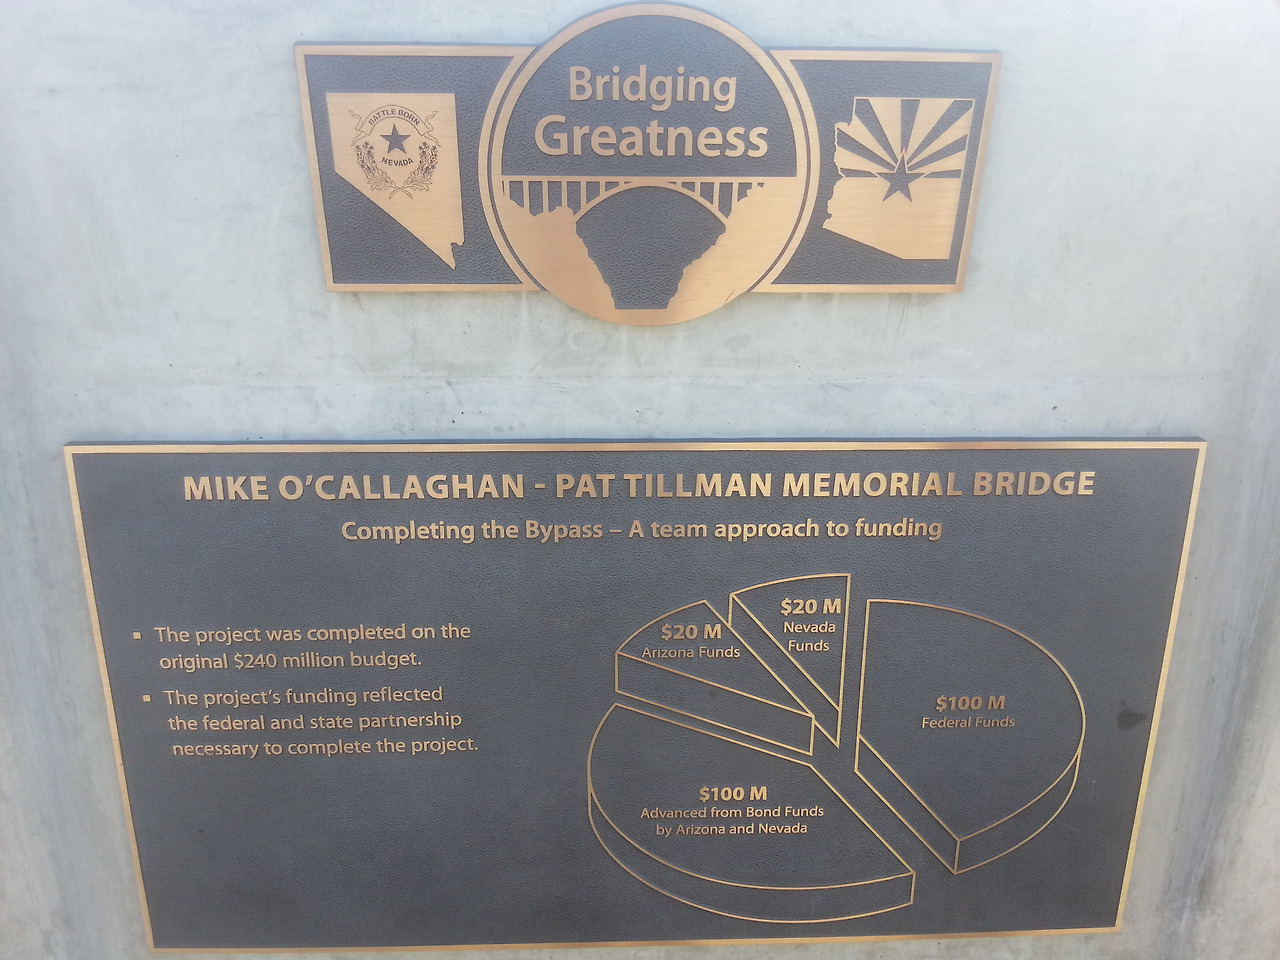 Bridging
Greatness
BATTLE BORN
NEVADA
MIKE O'CALLAGHAN - PAT TILLMAN MEMORIAL BRIDGE
Completing the Bypass – A team approach to funding
▪ The project was completed on the
original $240 million budget.
▪ The project's funding reflected
the federal and state partnership
necessary to complete the project.
$20 M
Arizona Funds
$20 M
Nevada
Funds
$100 M
Federal Funds
$100 M
Advanced from Bond Funds
by Arizona and Nevada